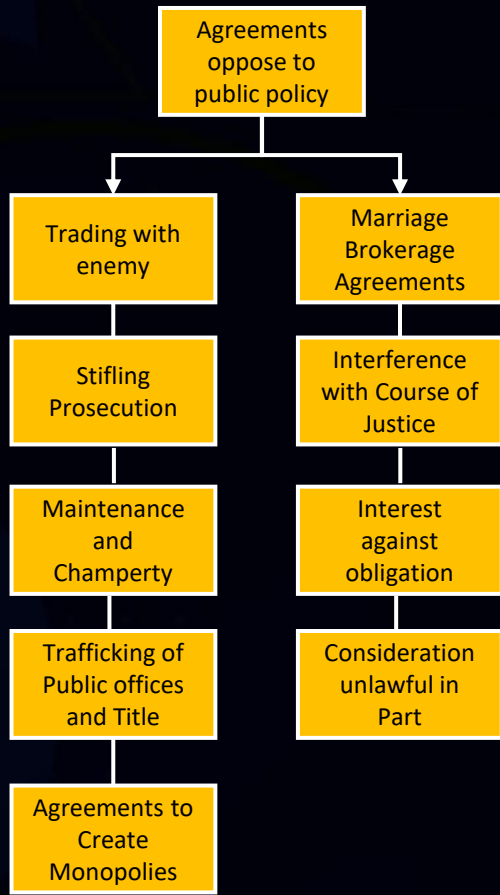 Agreements
oppose to
public policy
Trading with
enemy
Stifling
Prosecution
Maintenance
and
Champerty
Trafficking of
Public offices
and Title
Agreements to
Create
Monopolies
Marriage
Brokerage
Agreements
Interference
with Course of
Justice
Interest
against
obligation
Consideration
unlawful in
Part